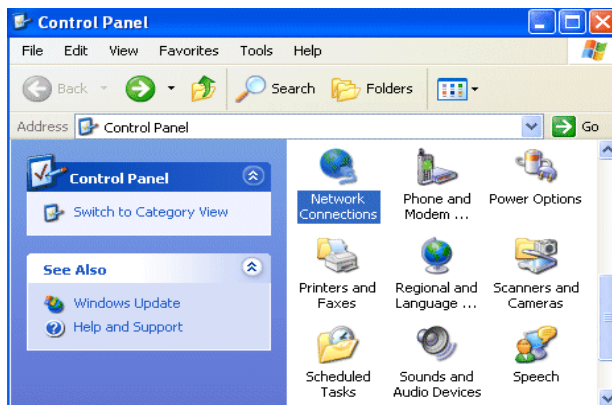 Control Panel
File Edit View Favorites Tools Help
Back Search Folders
Address Control Panel Go
Control Panel
Switch to Category View
See Also
Windows Update
Help and Support
Network
Connections
Phone and
Modem ...
Power Options
Printers and
Faxes
Regional and
Language ...
Scanners and
Cameras
Scheduled
Tasks
Sounds and
Audio Devices
Speech